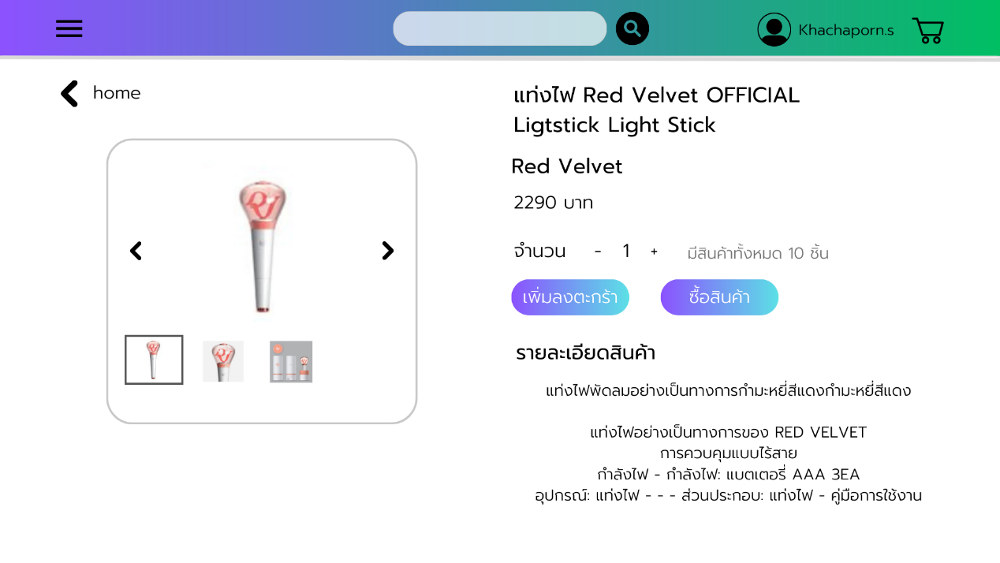 Khachaporn.s
home
แท่งไฟ Red Velvet OFFICIAL
Ligtstick Light Stick
Red Velvet
2290 บาท
จำนวน - 1 + มีสินค้าทั้งหมด 10 ชิ้น
เพิ่มลงตะกร้า ซื้อสินค้า
รายละเอียดสินค้า
แท่งไฟพัดลมอย่างเป็นทางการกำมะหยี่สีแดงกำมะหยี่สีแดง
แท่งไฟอย่างเป็นทางการของ RED VELVET
การควบคุมแบบไร้สาย
กำลังไฟ - กำลังไฟ: แบตเตอรี่ AAA 3EA
อุปกรณ์: แท่งไฟ - - - ส่วนประกอบ: แท่งไฟ - คู่มือการใช้งาน